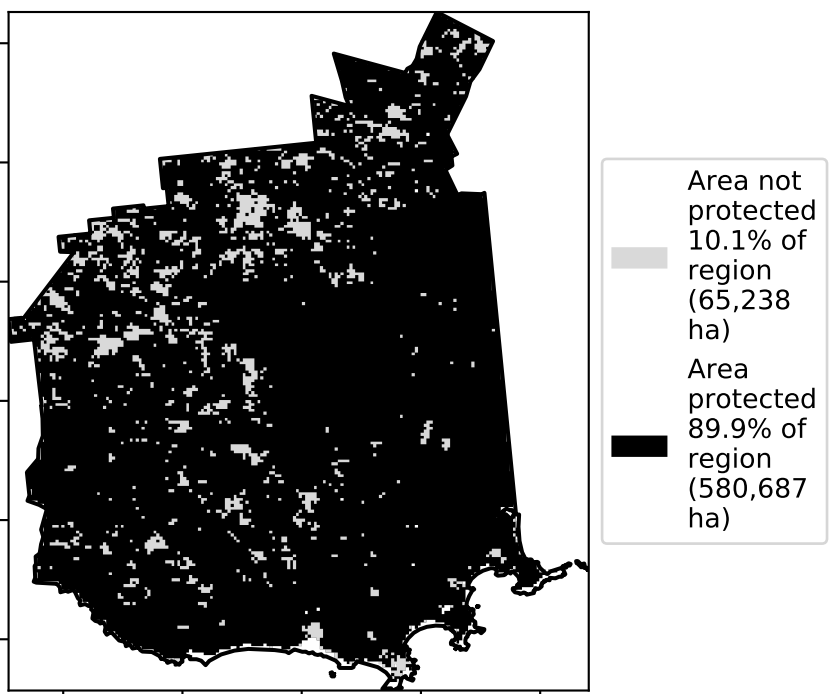 Area not
protected
10.1% of
region
(65,238
ha)
Area
protected
89.9% of
region
(580,687
ha)